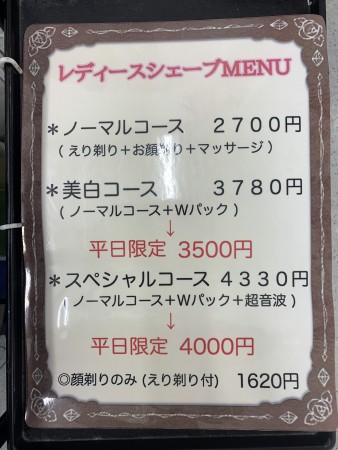 レディースシェーブMENU
＊ノーマルコース　２７００円
（えり剃り＋お顔剃り＋マッサージ）
＊美白コース　３７８０円
（ノーマルコース＋Wパック）
↓
平日限定 3500円
＊スペシャルコース ４３３０円
（ノーマルコース＋Wパック＋超音波）
↓
平日限定 4000円
◎顔剃りのみ (えり剃り付)　1620円